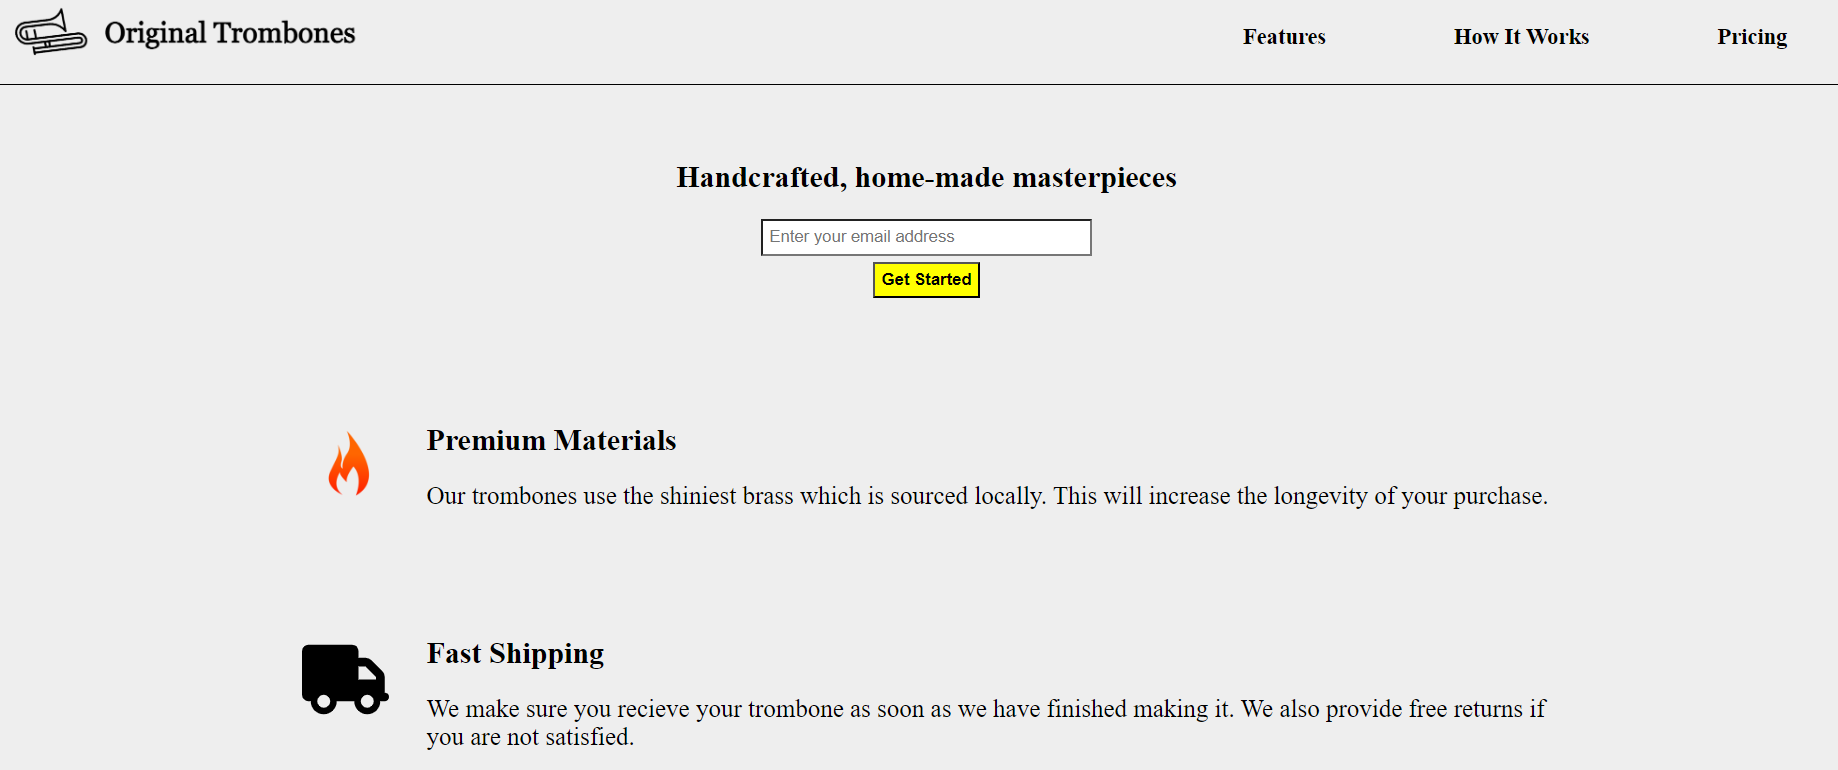 Original Trombones
Features
How It Works
Pricing
Handcrafted, home-made masterpieces
Enter your email address
Get Started
Premium Materials
Our trombones use the shiniest brass which is sourced locally. This will increase the longevity of your purchase.
Fast Shipping
We make sure you recieve your trombone as soon as we have finished making it. We also provide free returns if
you are not satisfied.